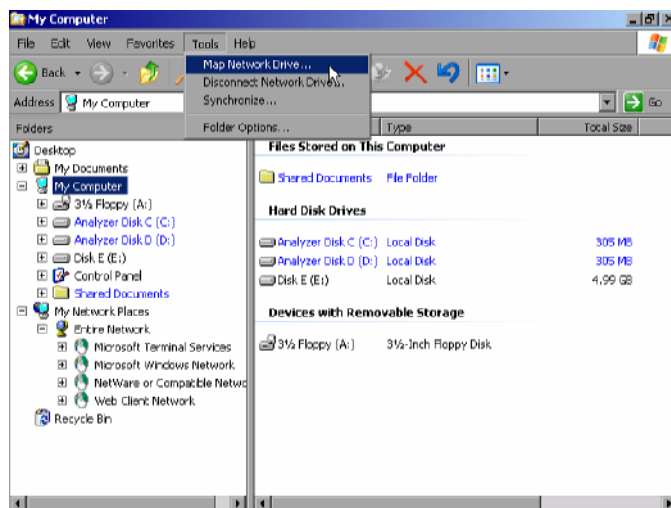 My Computer
File Edit View Favorites Tools Help
Back
Map Network Drive...
Disconnect Network Drive...
Synchronize...
Folder Options...
Address My Computer Go
Folders Type Total Size
Desktop
My Documents
My Computer
3½ Floppy (A:)
Analyzer Disk C (C:)
Analyzer Disk D (D:)
Disk E (E:)
Control Panel
Shared Documents
My Network Places
Entire Network
Microsoft Terminal Services
Microsoft Windows Network
NetWare or Compatible Netwo
Web Client Network
Recycle Bin
Files Stored on This Computer
Shared Documents File Folder
Hard Disk Drives
Analyzer Disk C (C:) Local Disk 305 MB
Analyzer Disk D (D:) Local Disk 305 MB
Disk E (E:) Local Disk 4.99 GB
Devices with Removable Storage
3½ Floppy (A:) 3½-Inch Floppy Disk